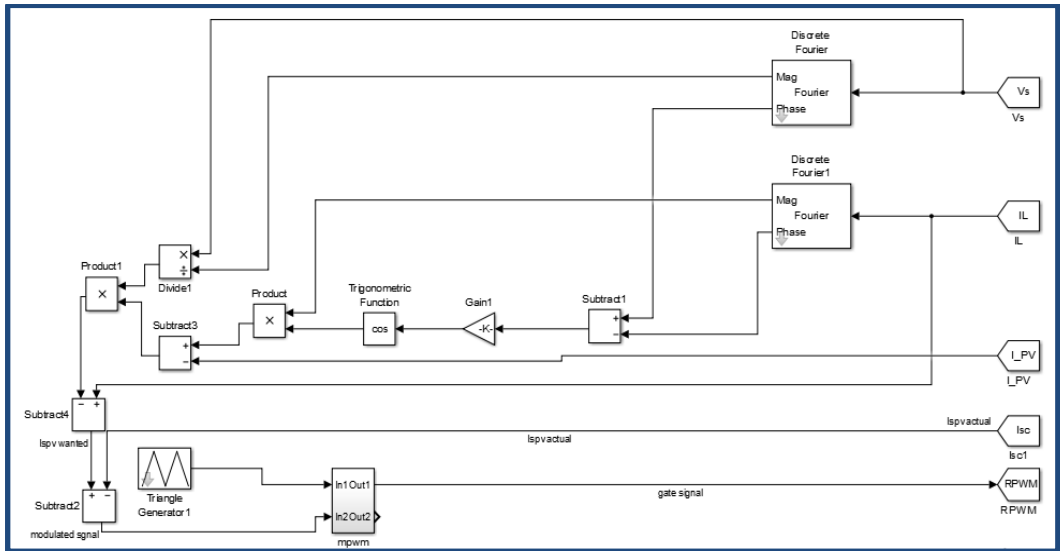 Discrete
Fourier
Mag
Fourier
Phase
Vs
Vs
Discrete
Fourier1
Mag
Fourier
Phase
IL
IL
×
÷
Divide1
Product1
×
Product
×
Trigonometric
Function
cos
Gain1
-K-
Subtract1
+
−
Subtract3
+
−
I_PV
I_PV
− +
Subtract4
Ispv wanted
Ispvactual
Ispvactual
Isc
Isc1
Triangle
Generator1
In1 Out1
In2 Out2
mpwm
gate signal
RPWM
RPWM
+ −
Subtract2
modulated sgnal